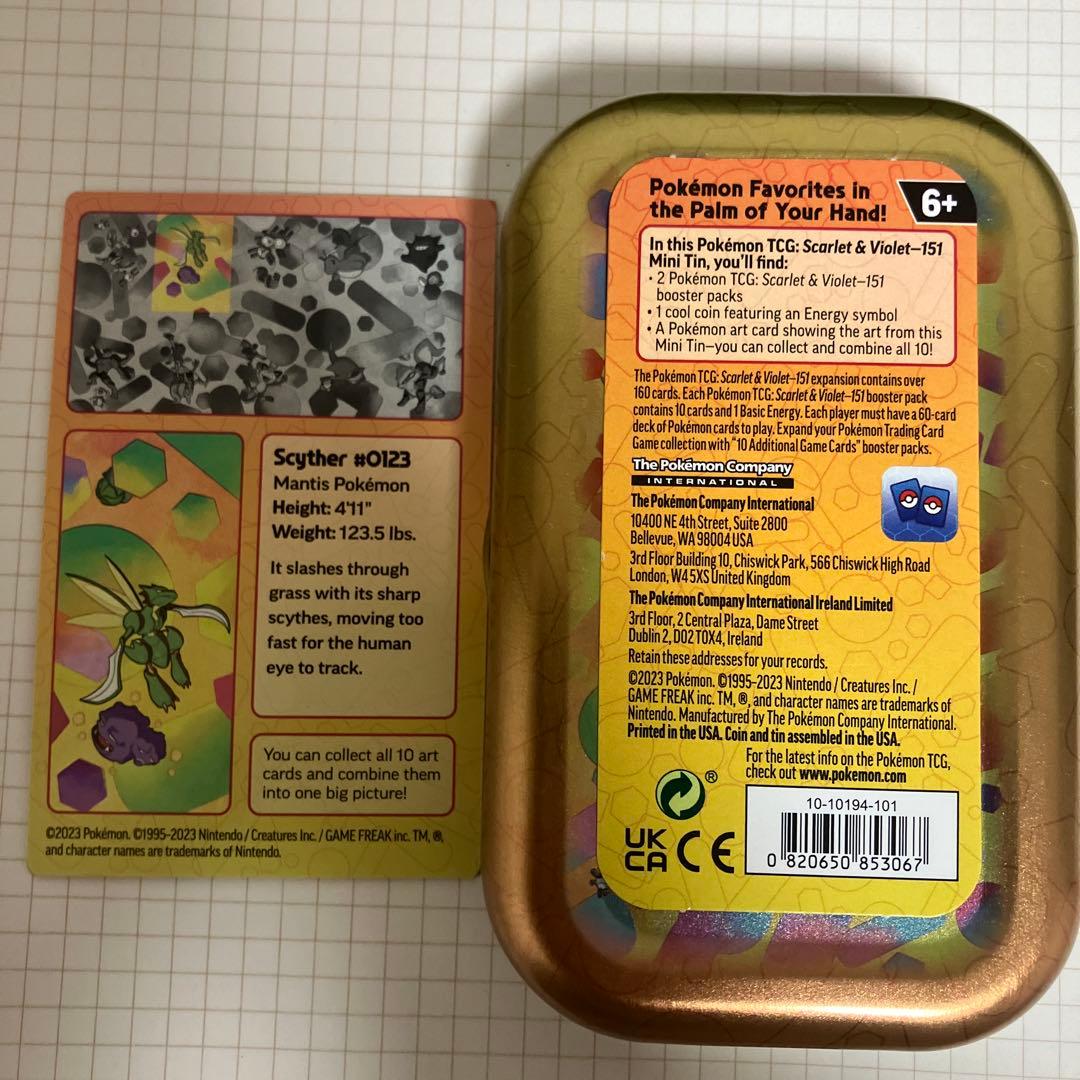 Scyther #0123
Mantis Pokémon
Height: 4'11"
Weight: 123.5 lbs.
It slashes through
grass with its sharp
scythes, moving too
fast for the human
eye to track.
You can collect all 10 art
cards and combine them
into one big picture!
©2023 Pokémon. ©1995–2023 Nintendo / Creatures Inc. / GAME FREAK inc. TM, ®,
and character names are trademarks of Nintendo.
Pokémon Favorites in
the Palm of Your Hand!
6+
In this Pokémon TCG: Scarlet & Violet—151
Mini Tin, you'll find:
• 2 Pokémon TCG: Scarlet & Violet—151
booster packs
• 1 cool coin featuring an Energy symbol
• A Pokémon art card showing the art from this
Mini Tin—you can collect and combine all 10!
The Pokémon TCG: Scarlet & Violet—151 expansion contains over
160 cards. Each Pokémon TCG: Scarlet & Violet—151 booster pack
contains 10 cards and 1 Basic Energy. Each player must have a 60-card
deck of Pokémon cards to play. Expand your Pokémon Trading Card
Game collection with "10 Additional Game Cards" booster packs.
The Pokémon Company
INTERNATIONAL
The Pokémon Company International
10400 NE 4th Street, Suite 2800
Bellevue, WA 98004 USA
3rd Floor Building 10, Chiswick Park, 566 Chiswick High Road
London, W4 5XS United Kingdom
The Pokémon Company International Ireland Limited
3rd Floor, 2 Central Plaza, Dame Street
Dublin 2, D02 T0X4, Ireland
Retain these addresses for your records.
©2023 Pokémon. ©1995–2023 Nintendo / Creatures Inc. /
GAME FREAK inc. TM, ®, and character names are trademarks of
Nintendo. Manufactured by The Pokémon Company International.
Printed in the USA. Coin and tin assembled in the USA.
For the latest info on the Pokémon TCG,
check out www.pokemon.com
®
UK
CA CE
10-10194-101
0 820650 853067